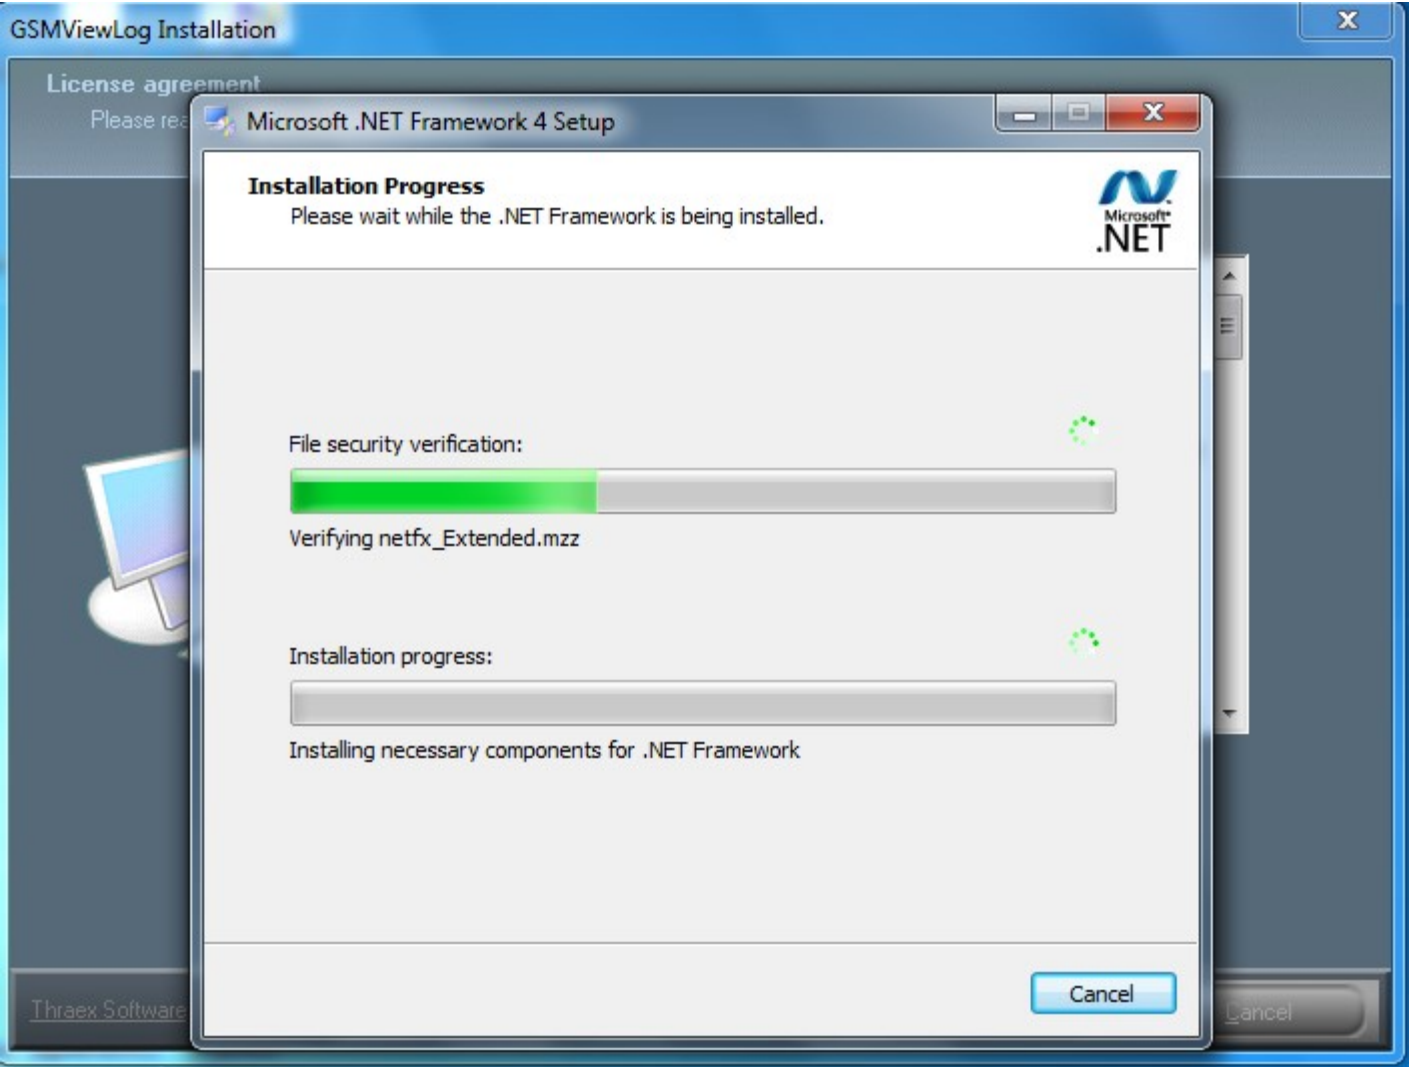 GSMViewLog Installation
License agreement
Please rea
Microsoft .NET Framework 4 Setup
Installation Progress
Please wait while the .NET Framework is being installed.
Microsoft
.NET
File security verification:
Verifying netfx_Extended.mzz
Installation progress:
Installing necessary components for .NET Framework
Cancel
Thraex Software
Cancel